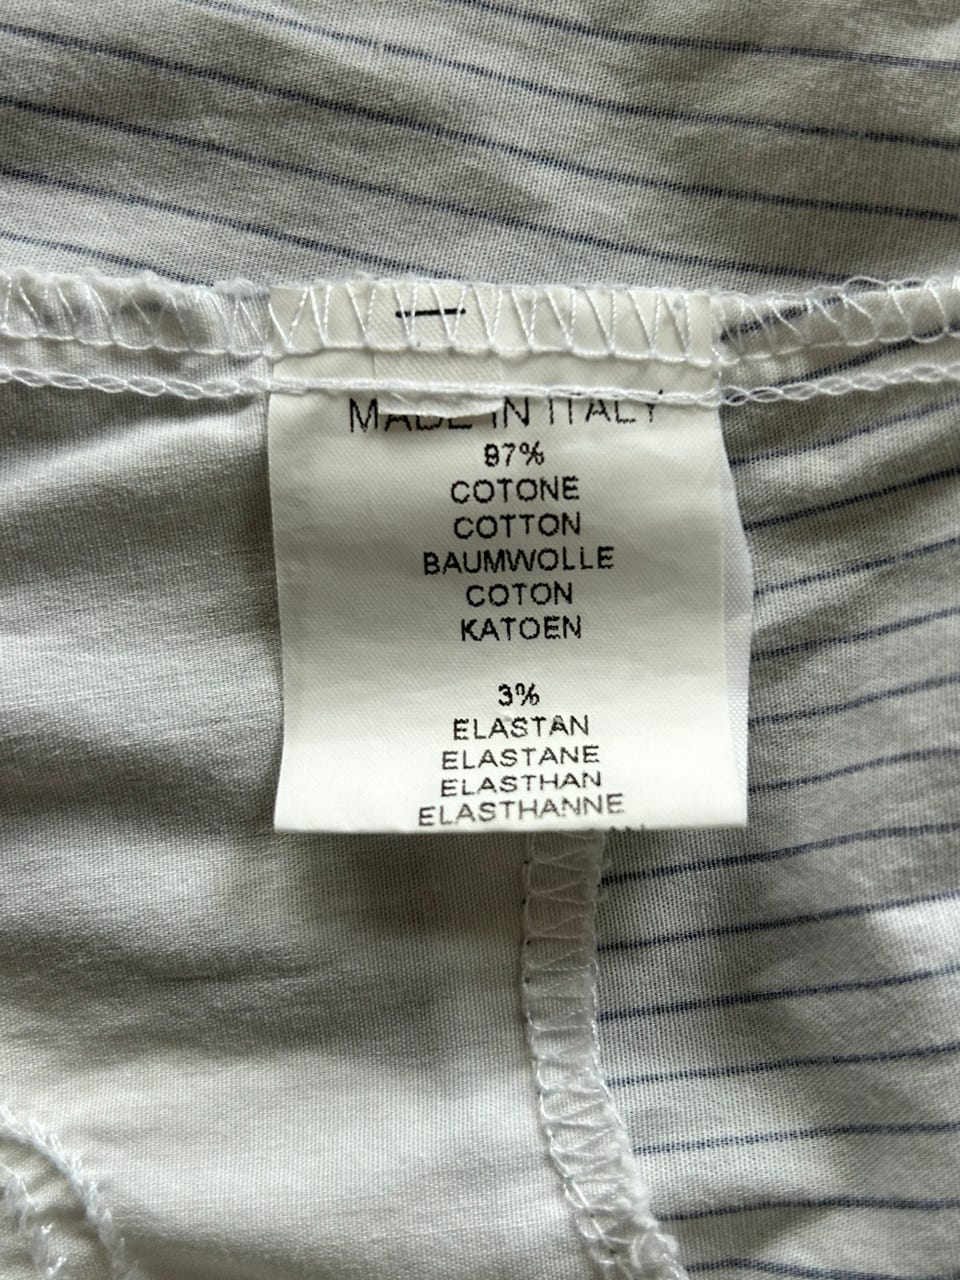 MADE IN ITALY
97%
COTONE
COTTON
BAUMWOLLE
COTON
KATOEN
3%
ELASTAN
ELASTANE
ELASTHAN
ELASTHANNE